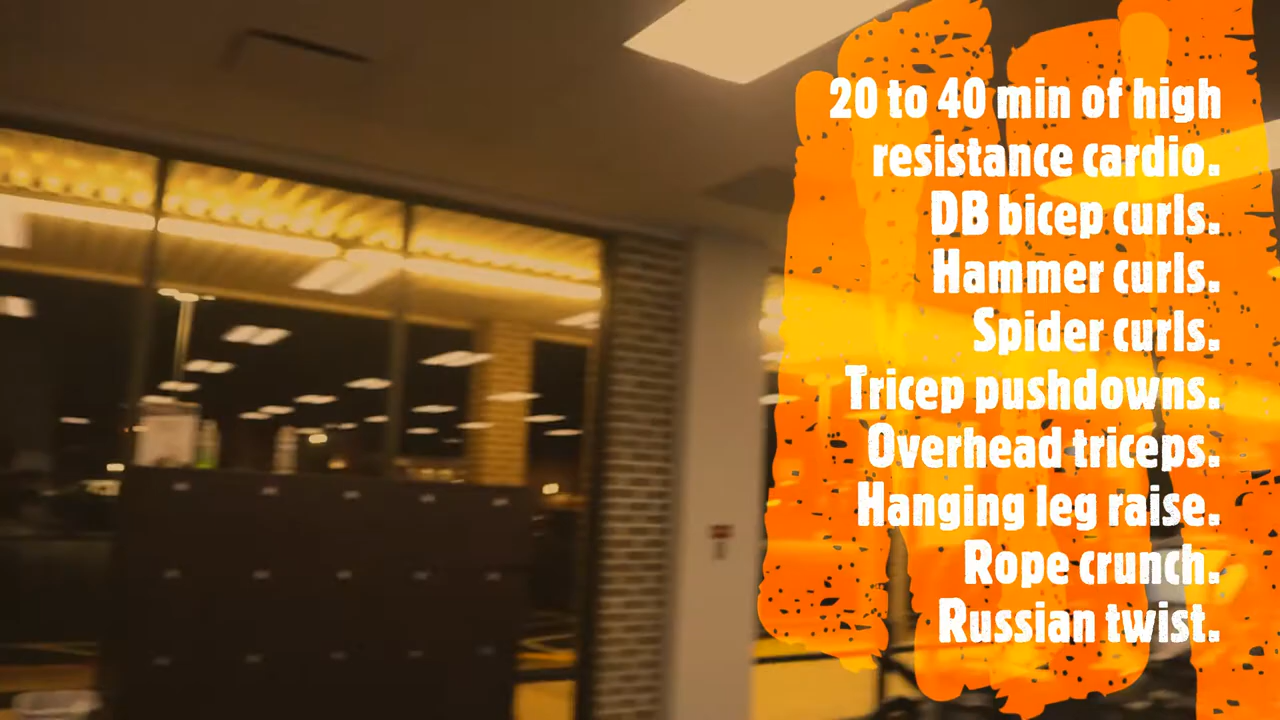 20 to 40 min of high
resistance cardio.
DB bicep curls.
Hammer curls.
Spider curls.
Tricep pushdowns.
Overhead triceps.
Hanging leg raise.
Rope crunch.
Russian twist.